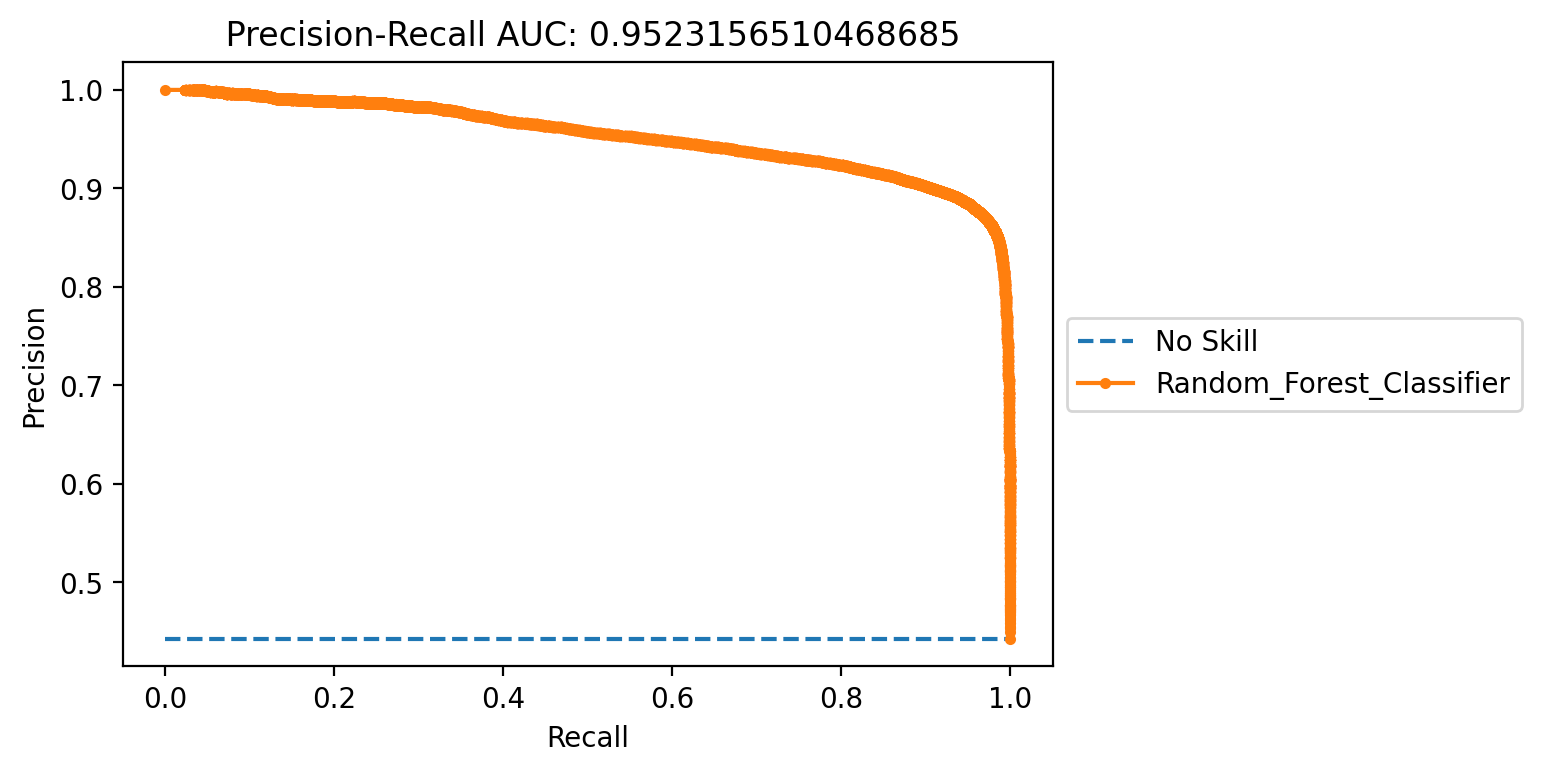 Precision-Recall AUC: 0.9523156510468685
1.0
0.9
0.8
0.7
0.6
0.5
Precision
0.0 0.2 0.4 0.6 0.8 1.0
Recall
No Skill
Random_Forest_Classifier